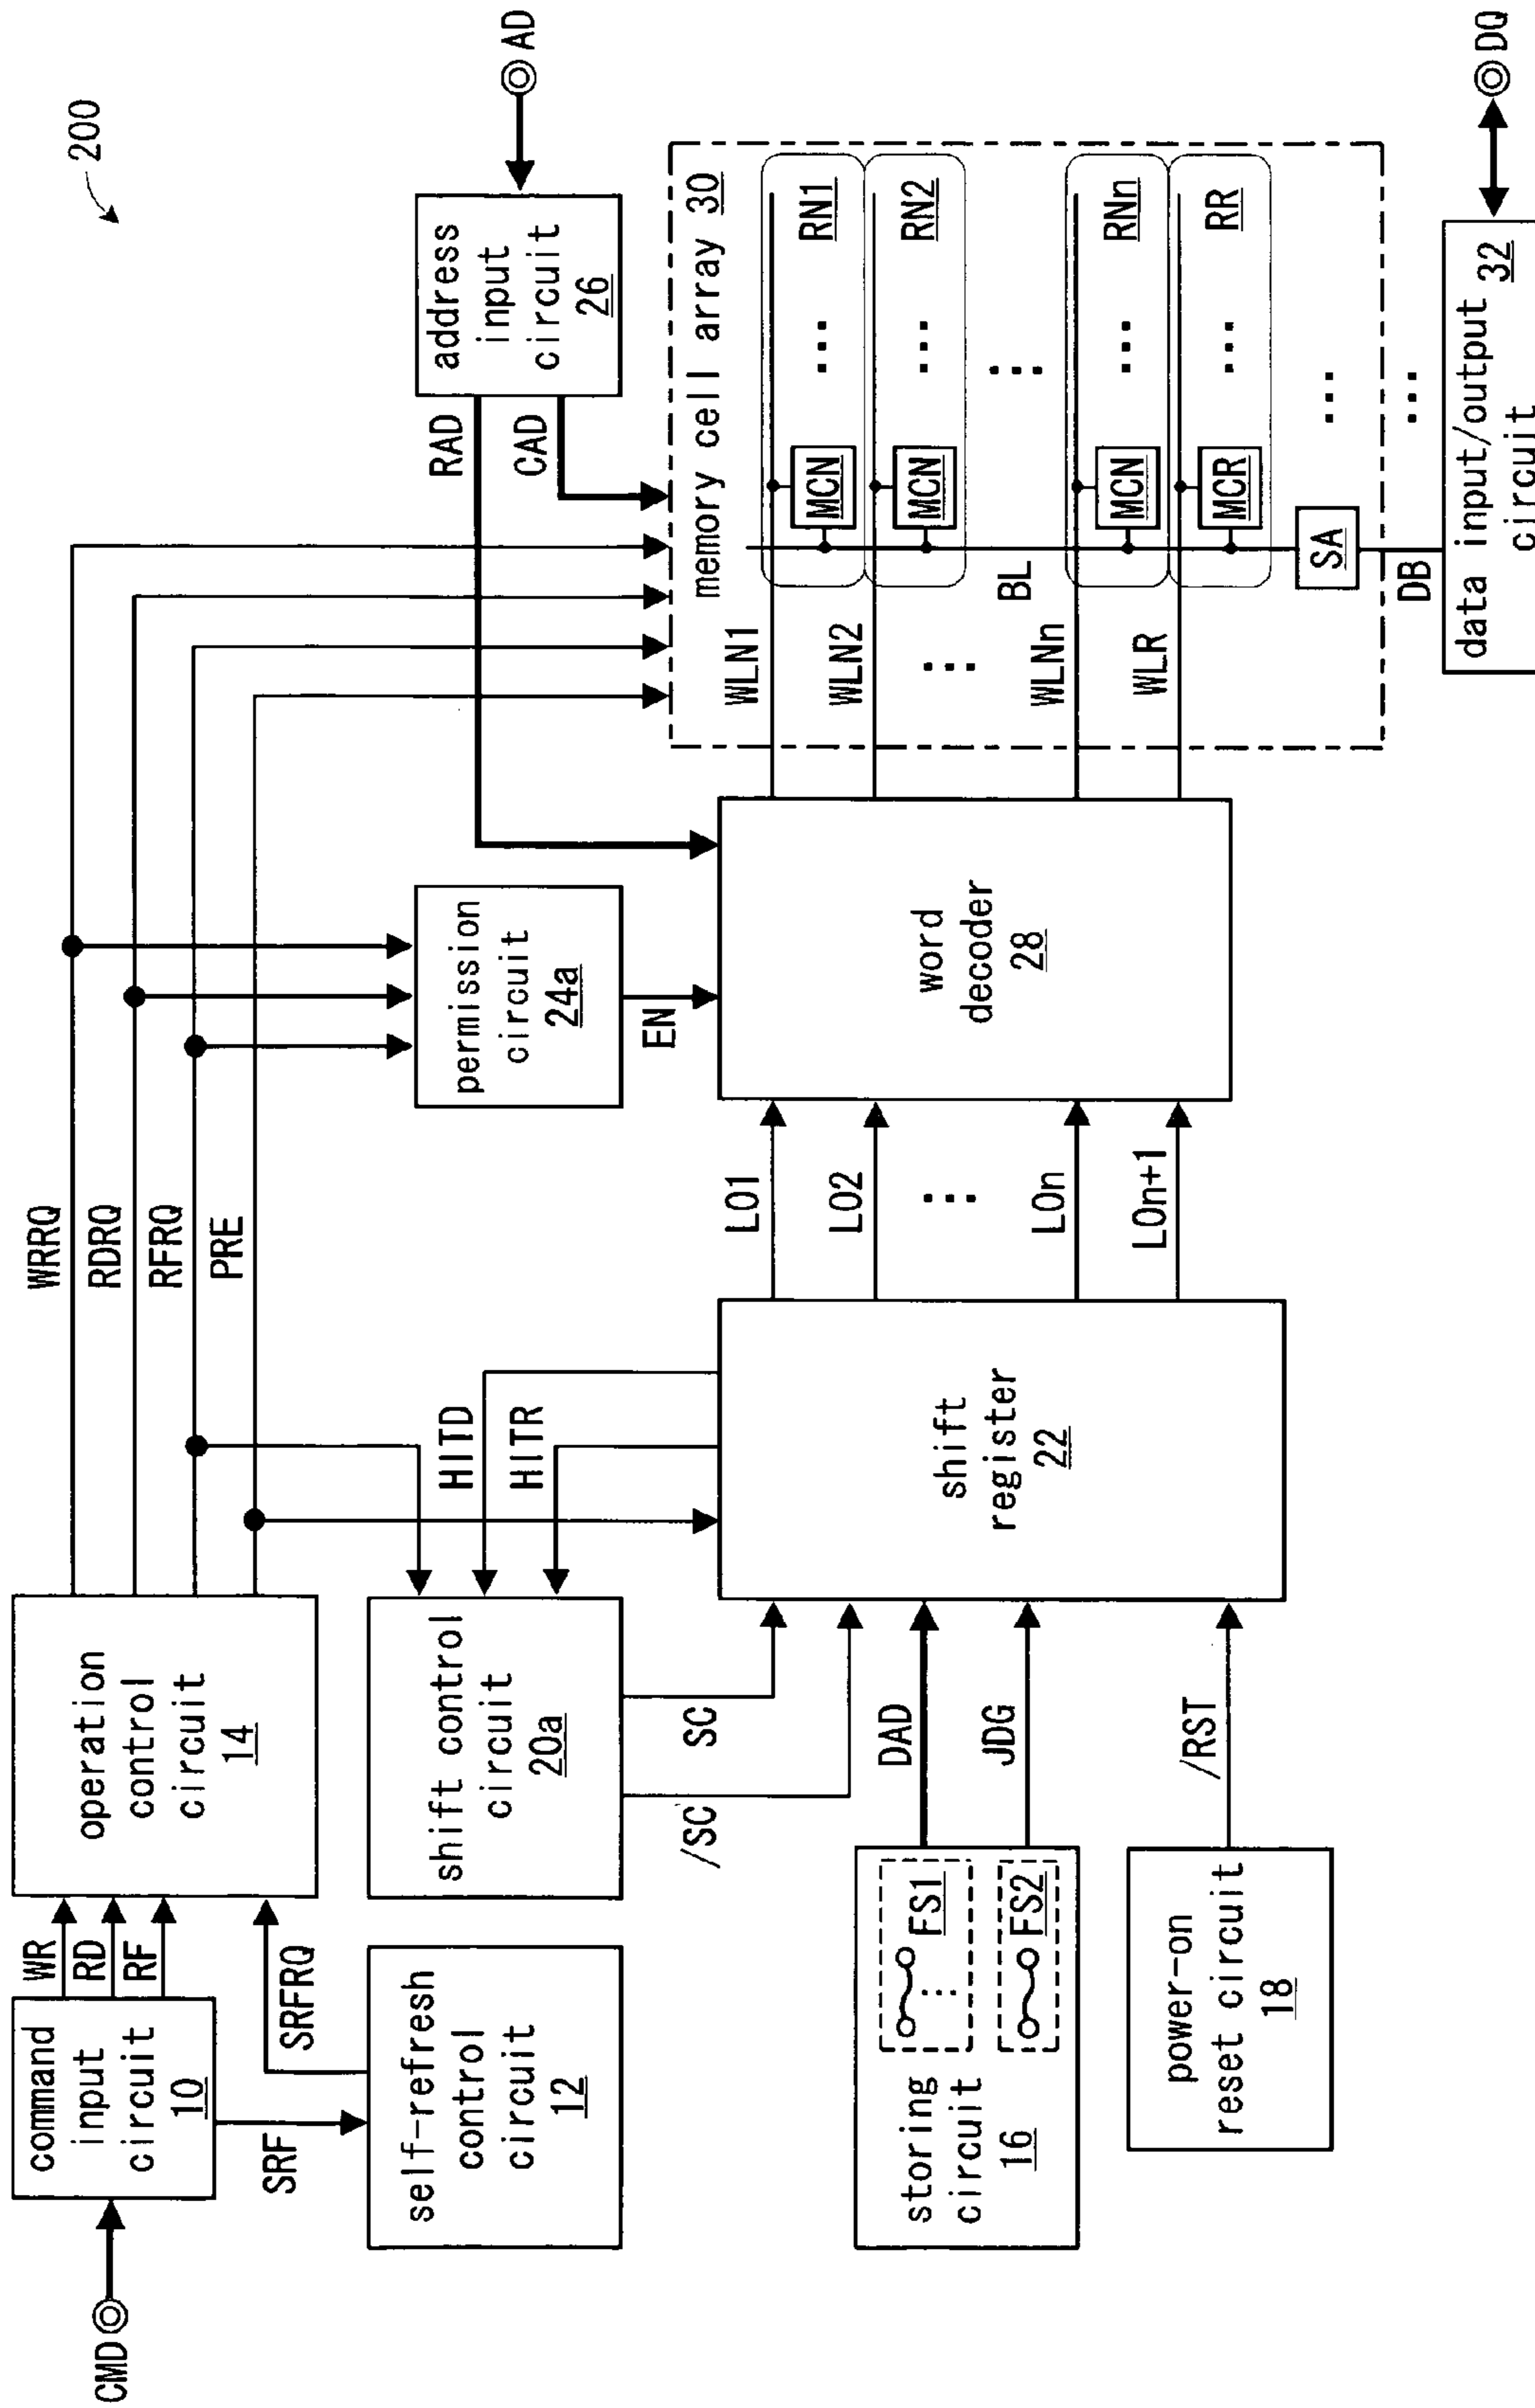 200
CMD
command
input
circuit
10
WR
RD
RF
SRF
SRFRQ
self-refresh
control
circuit
12
operation
control
circuit
14
WRRQ
RDRQ
RFRQ
PRE
shift control
circuit
20a
HITD
HITR
SC
/SC
storing
circuit
16
FS1
FS2
DAD
JDG
power-on
reset circuit
18
/RST
shift
register
22
LO1
LO2
LOn
LOn+1
permission
circuit
24a
EN
word
decoder
28
address
input
circuit
26
AD
RAD
CAD
memory cell array 30
WLN1
MCN
RN1
WLN2
MCN
RN2
BL
WLNn
MCN
RNn
WLR
MCR
RR
SA
DB
data input/output
circuit 32
DQ